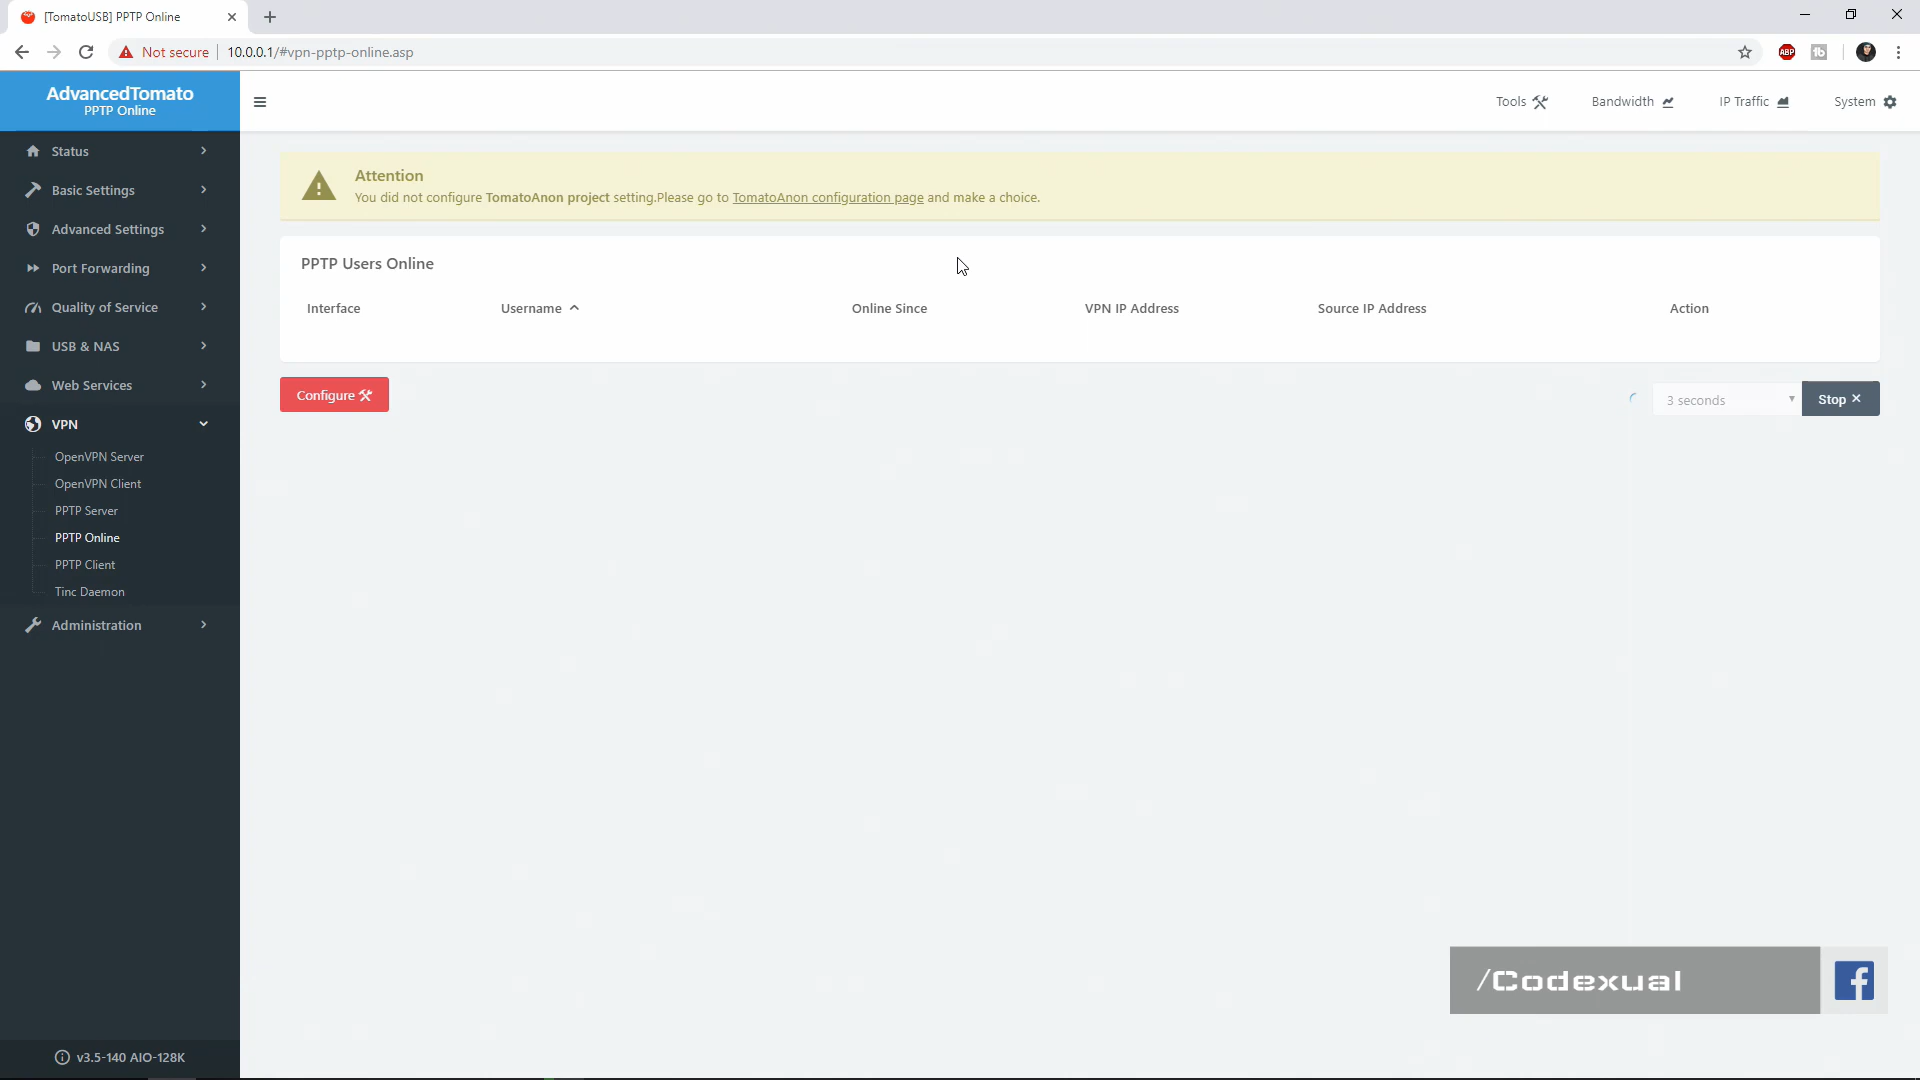 [TomatoUSB] PPTP Online
Not secure
10.0.0.1/#vpn-pptp-online.asp
ABP
AdvancedTomato
PPTP Online
Tools
Bandwidth
IP Traffic
System
Status
Basic Settings
Advanced Settings
Port Forwarding
Quality of Service
USB & NAS
Web Services
VPN
OpenVPN Server
OpenVPN Client
PPTP Server
PPTP Online
PPTP Client
Tinc Daemon
Administration
v3.5-140 AIO-128K
Attention
You did not configure TomatoAnon project setting.Please go to TomatoAnon configuration page and make a choice.
PPTP Users Online
Interface Username Online Since VPN IP Address Source IP Address Action
Configure
3 seconds
Stop
/Codexual